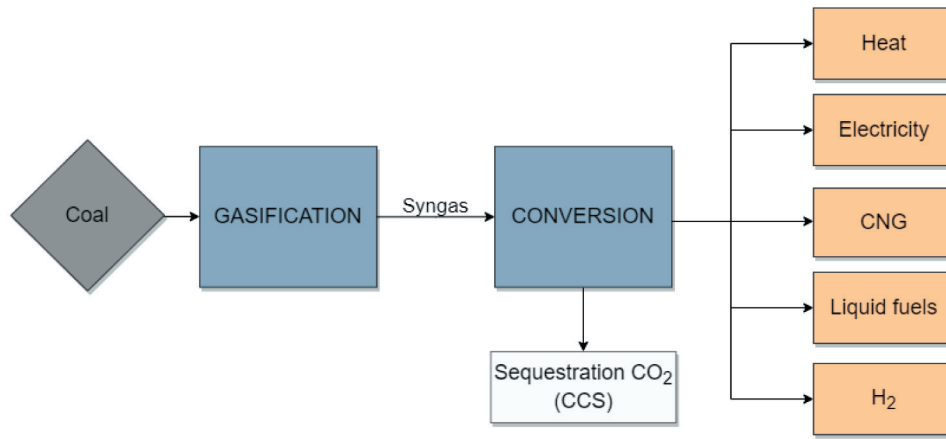 Coal
GASIFICATION
Syngas
CONVERSION
Sequestration CO₂
(CCS)
Heat
Electricity
CNG
Liquid fuels
H₂